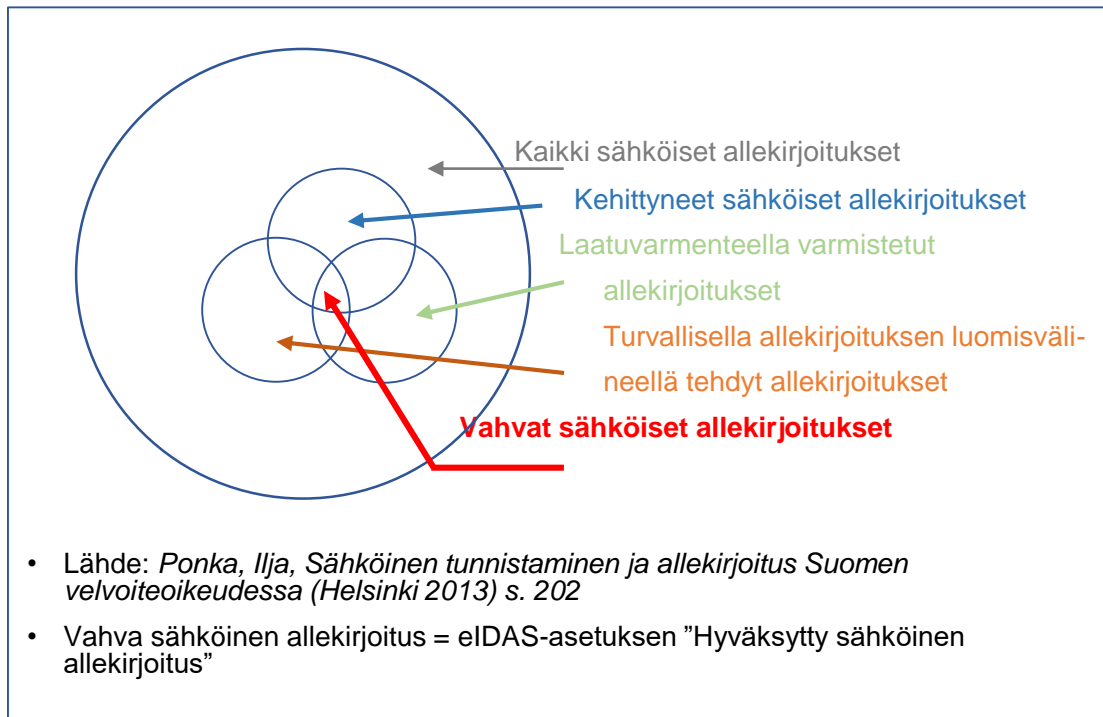 Kaikki sähköiset allekirjoitukset
Kehittyneet sähköiset allekirjoitukset
Laatuvarmenteella varmistetut
allekirjoitukset
Turvallisella allekirjoituksen luomisväli-
neellä tehdyt allekirjoitukset
Vahvat sähköiset allekirjoitukset
• Lähde: Ponka, Ilja, Sähköinen tunnistaminen ja allekirjoitus Suomen
velvoiteoikeudessa (Helsinki 2013) s. 202
• Vahva sähköinen allekirjoitus = eIDAS-asetuksen ”Hyväksytty sähköinen
allekirjoitus”